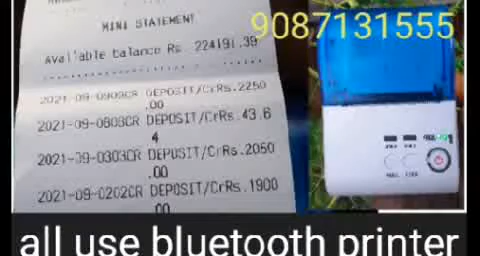 MINI STATEMENT
9087131555
Available balance Rs. 224191.39
2021-09-0909CR DEPOSIT/CrRs.2250
.00
2021-09-0808CR DEPOSIT/CrRs.43.6
4
2021-09-0303CR DEPOSIT/CrRs.2050
.00
2021-09-0202CR DEPOSIT/CrRs.1900
.00
all use bluetooth printer